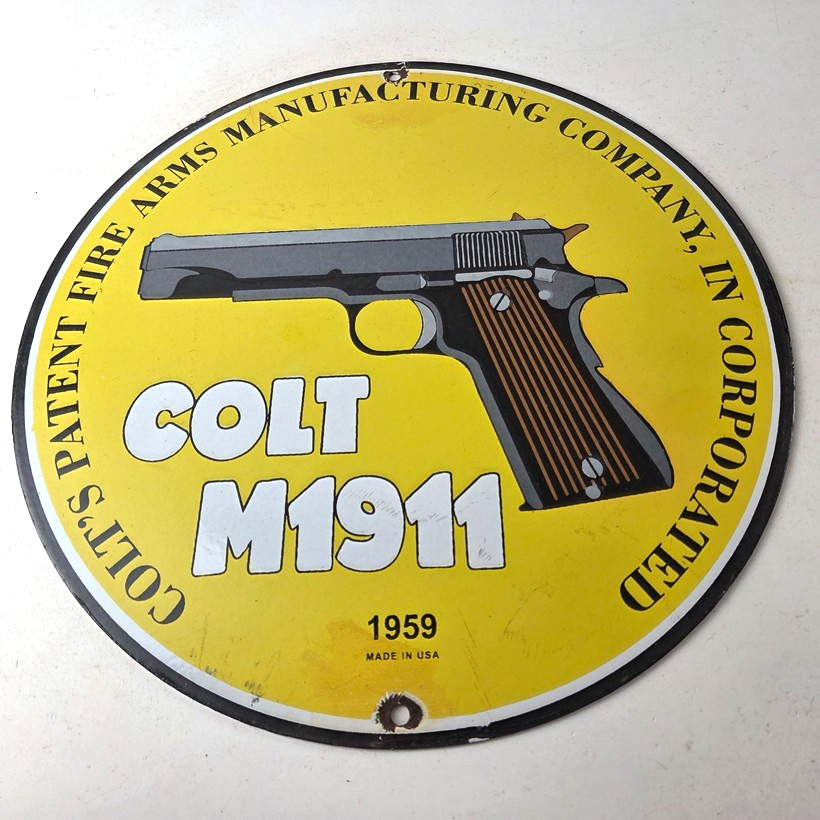 COLT'S PATENT FIRE ARMS MANUFACTURING COMPANY, IN CORPORATED
COLT
M1911
1959
MADE IN USA